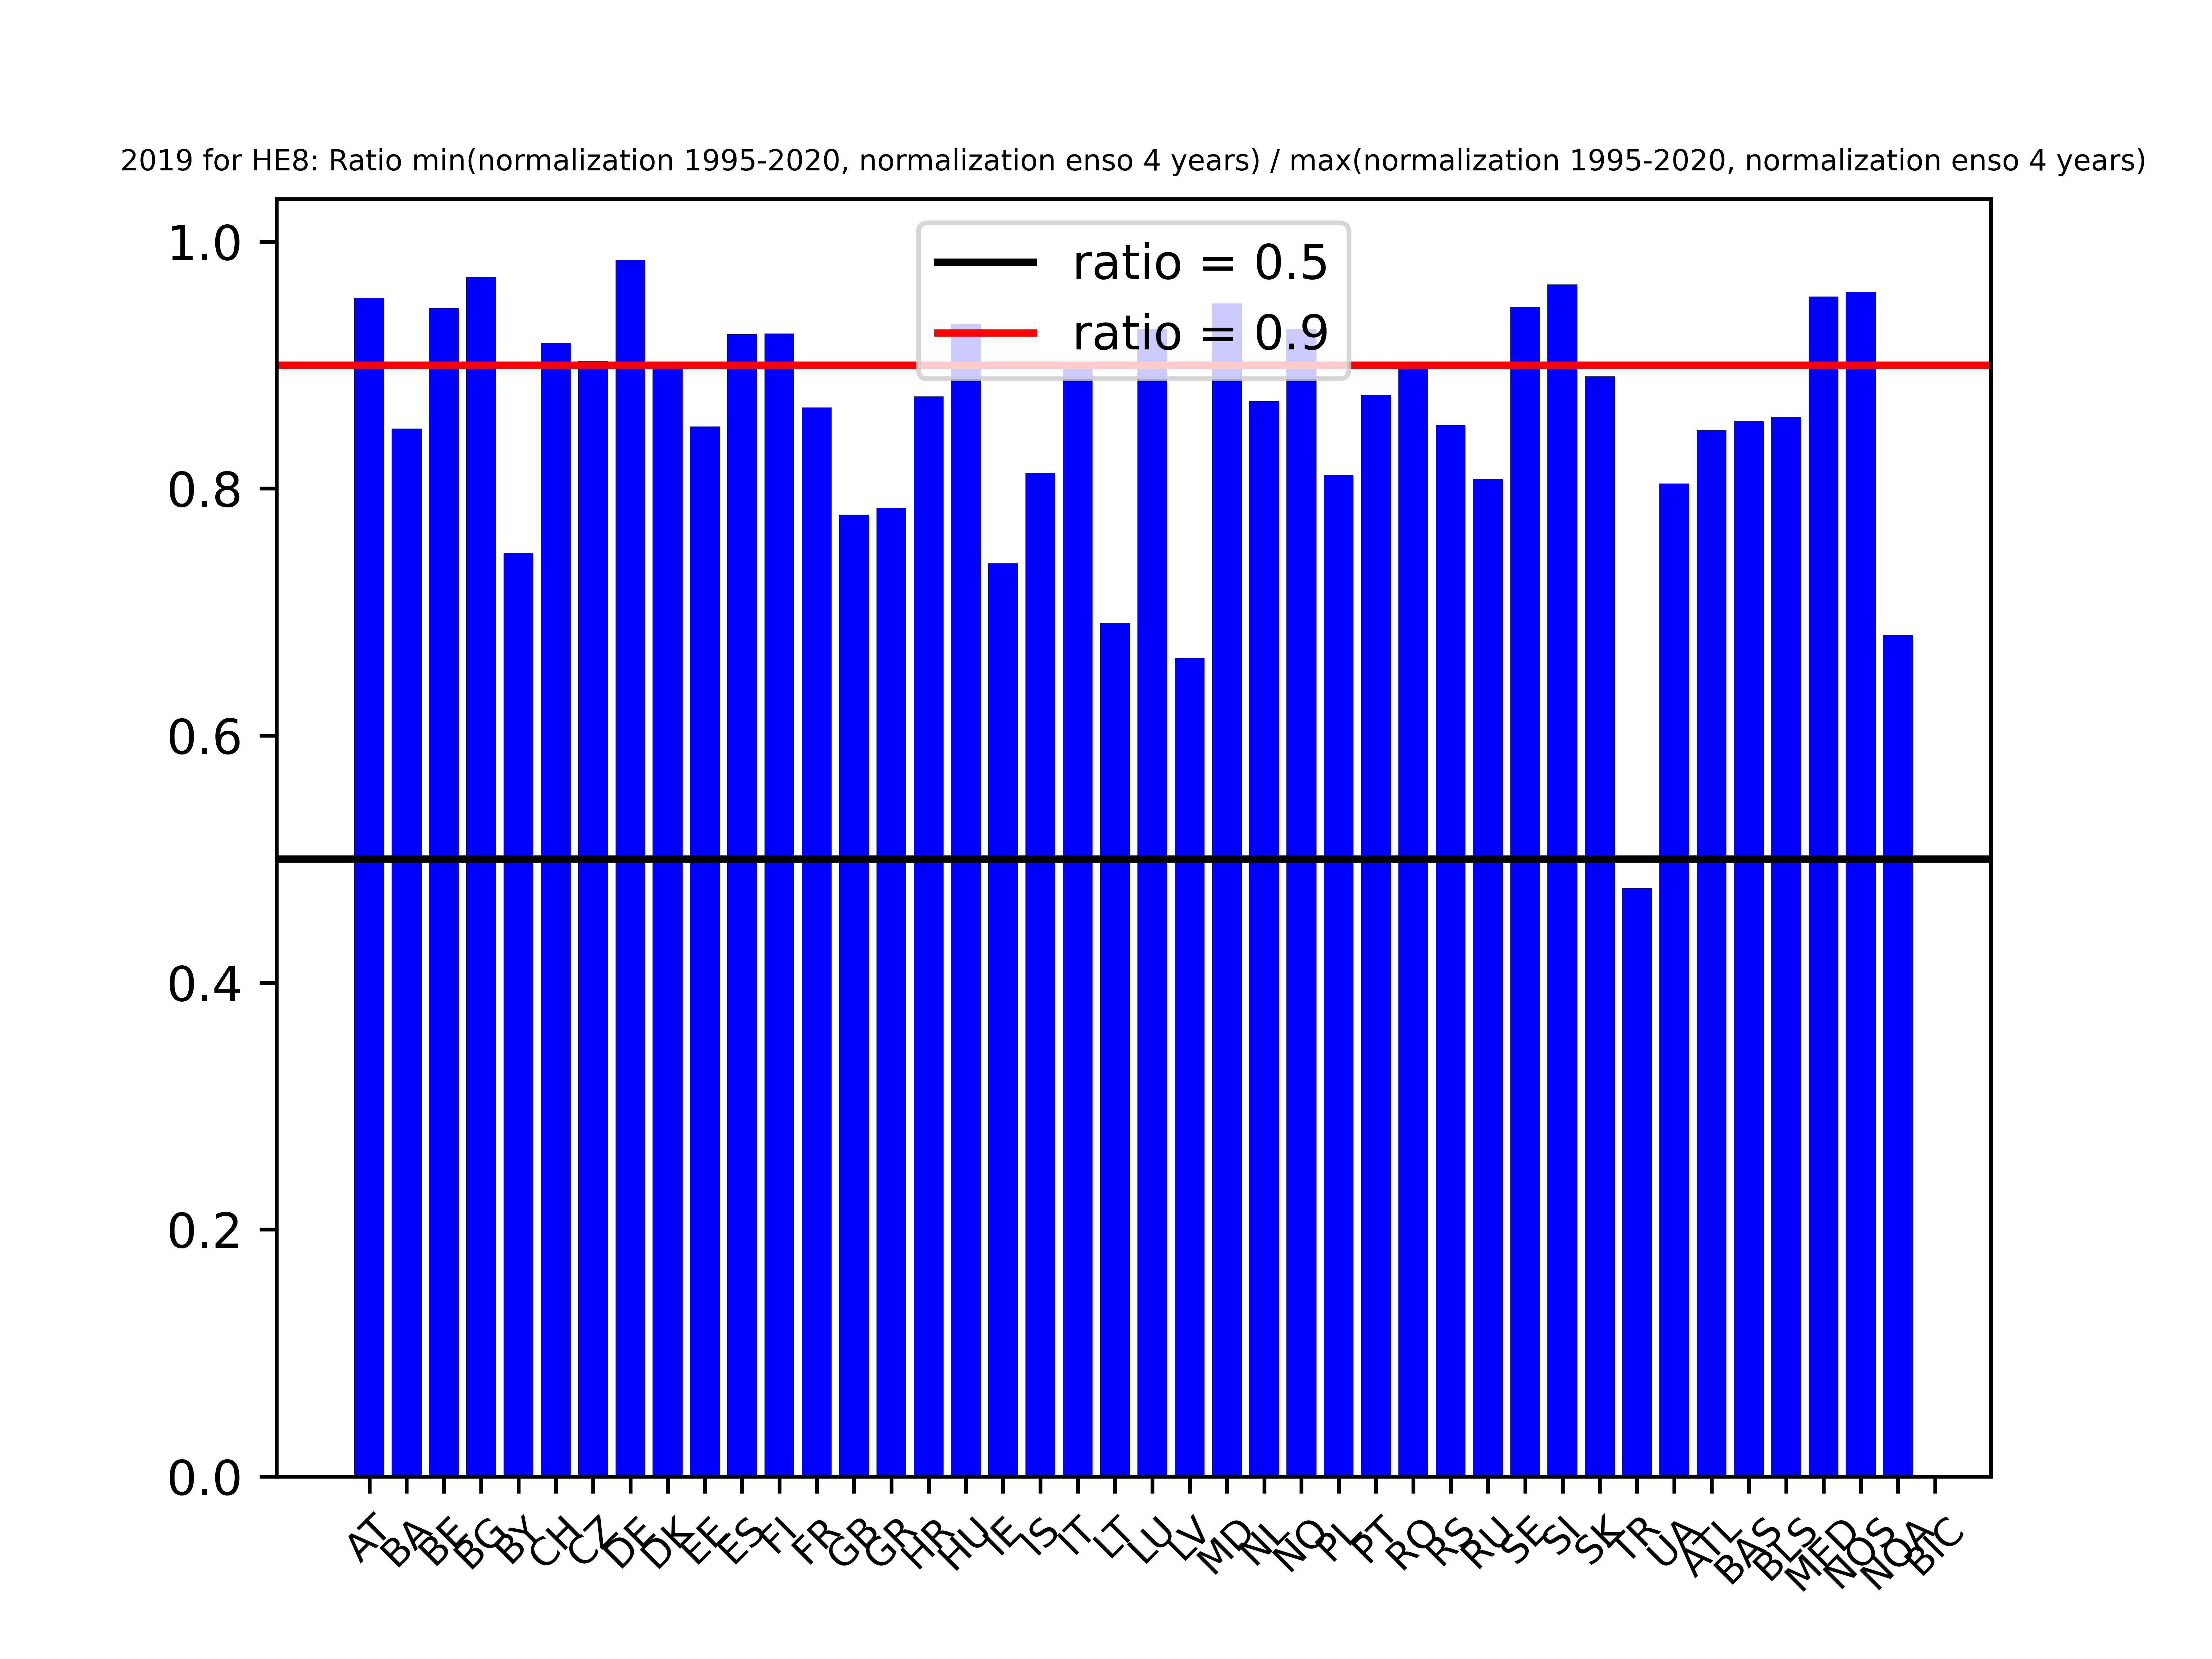 2019 for HE8: Ratio min(normalization 1995-2020, normalization enso 4 years) / max(normalization 1995-2020, normalization enso 4 years)
ratio = 0.5
ratio = 0.9
1.0
0.8
0.6
0.4
0.2
0.0
AT BA BE BG BY CH CZ DE DK EE ES FI FR GB GR HR HU IE IS IT LT LU LV MD NL NO PL PT RO RS RU SE SI SK TR UA ATL BAS BLS MED NOS NOA BIC